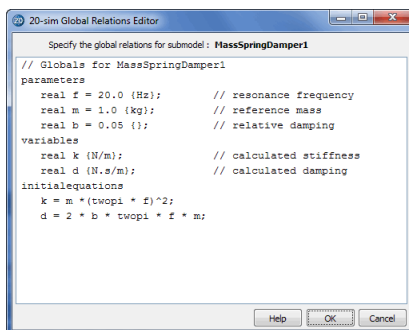 20-sim Global Relations Editor
Specify the global relations for submodel : MassSpringDamper1
// Globals for MassSpringDamper1
parameters
real f = 20.0 {Hz}; // resonance frequency
real m = 1.0 {kg}; // reference mass
real b = 0.05 {}; // relative damping
variables
real k {N/m}; // calculated stiffness
real d {N.s/m}; // calculated damping
initialequations
k = m *(twopi * f)^2;
d = 2 * b * twopi * f * m;
Help OK Cancel